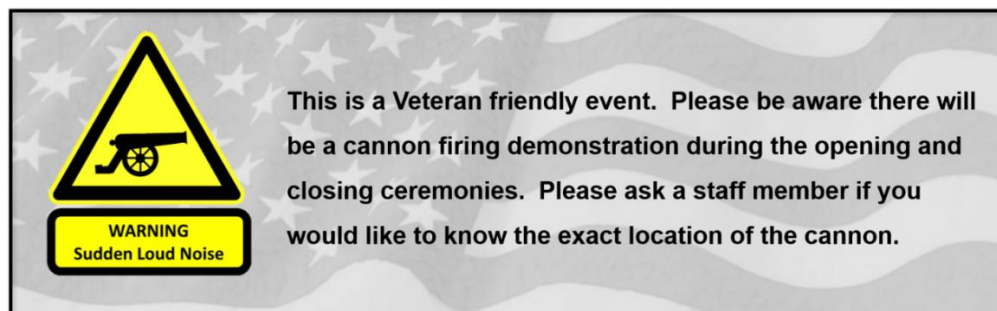 WARNING
Sudden Loud Noise
This is a Veteran friendly event.  Please be aware there will
be a cannon firing demonstration during the opening and
closing ceremonies.  Please ask a staff member if you
would like to know the exact location of the cannon.